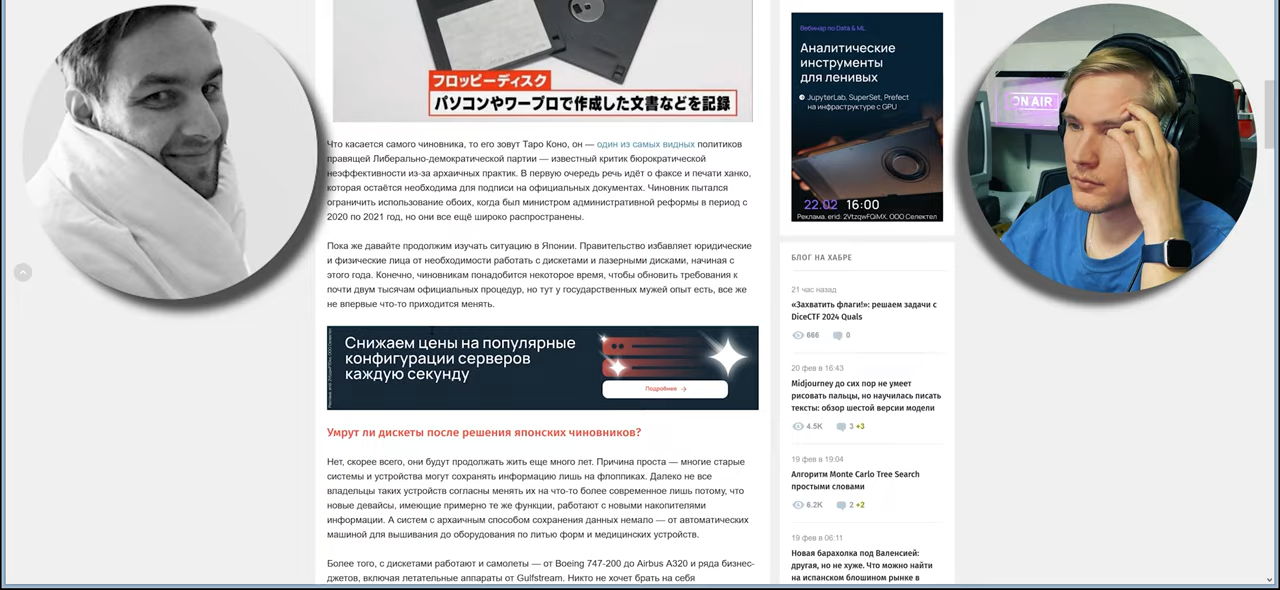 フロッピーディスク
パソコンやワープロで作成した文書などを記録
Что касается самого чиновника, то его зовут Таро Коно, он — один из самых видных политиков
правящей Либерально-демократической партии — известный критик бюрократической
неэффективности из-за архаичных практик. В первую очередь речь идёт о факсе и печати ханко,
которая остаётся необходима для подписи на официальных документах. Чиновник пытался
ограничить использование обоих, когда был министром административной реформы в период с
2020 по 2021 год, но они все ещё широко распространены.
Пока же давайте продолжим изучать ситуацию в Японии. Правительство избавляет юридические
и физические лица от необходимости работать с дискетами и лазерными дисками, начиная с
этого года. Конечно, чиновникам понадобится некоторое время, чтобы обновить требования к
почти двум тысячам официальных процедур, но тут у государственных мужей опыт есть, все же
не впервые что-то приходится менять.
Снижаем цены на популярные
конфигурации серверов
каждую секунду
Подробнее →
Умрут ли дискеты после решения японских чиновников?
Нет, скорее всего, они будут продолжать жить еще много лет. Причина проста — многие старые
системы и устройства могут сохранять информацию лишь на флоппиках. Далеко не все
владельцы таких устройств согласны менять их на что-то более современное лишь потому, что
новые девайсы, имеющие примерно те же функции, работают с новыми накопителями
информации. А систем с архаичным способом сохранения данных немало — от автоматических
машиной для вышивания до оборудования по литью форм и медицинских устройств.
Более того, с дискетами работают и самолеты — от Boeing 747-200 до Airbus A320 и ряда бизнес-
джетов, включая летательные аппараты от Gulfstream. Никто не хочет брать на себя
Вебинар по Data & ML
Аналитические
инструменты
для ленивых
JupyterLab, SuperSet, Prefect
на инфраструктуре с GPU
22.02 16:00
Реклама. erid: 2VtzqwFQiMX. ООО Селектел
БЛОГ НА ХАБРЕ
21 час назад
«Захватить флаги!»: решаем задачи с
DiceCTF 2024 Quals
666 0
20 фев в 16:43
Midjourney до сих пор не умеет
рисовать пальцы, но научилась писать
тексты: обзор шестой версии модели
4.5K 3 +3
19 фев в 19:04
Алгоритм Monte Carlo Tree Search
простыми словами
6.2K 2 +2
19 фев в 06:11
Новая барахолка под Валенсией:
другая, но не хуже. Что можно найти
на испанском блошином рынке в
ON AIR